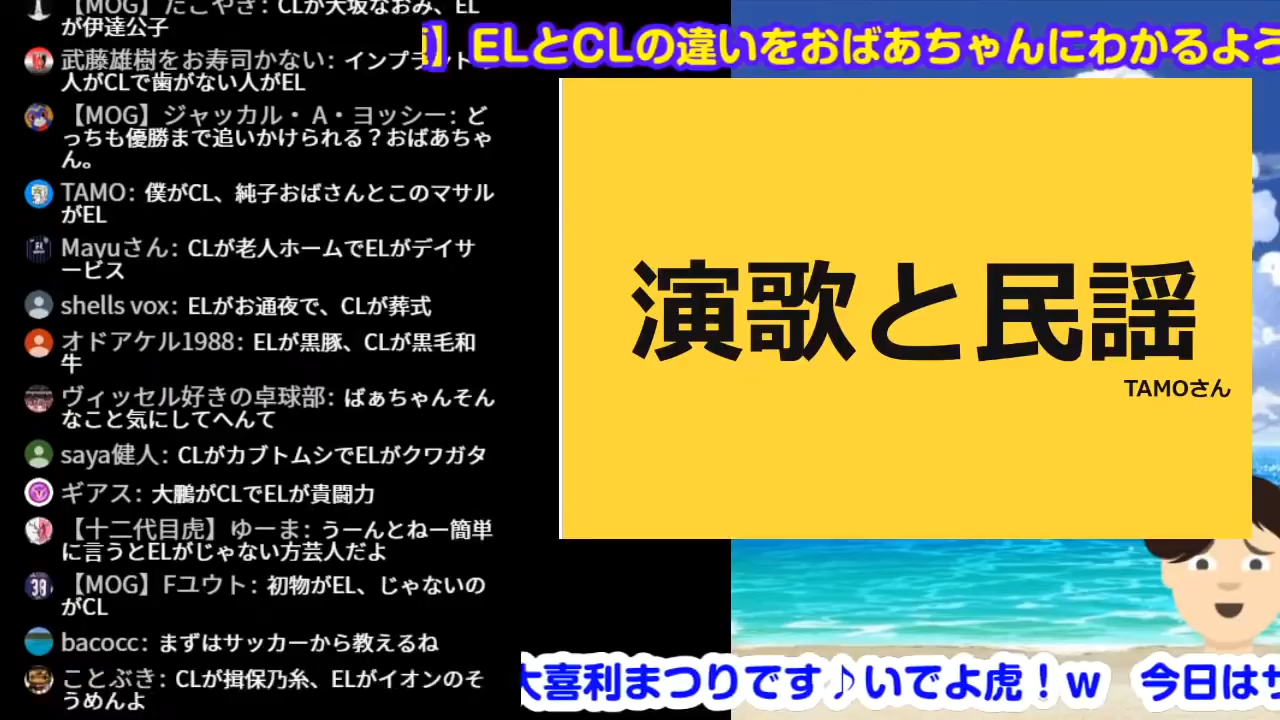 【MOG】たこやき: CLが大坂なおみ、EL
が伊達公子
武藤雄樹をお寿司かない: インプラント
人がCLで歯がない人がEL
【MOG】ジャッカル・A・ヨッシー: ど
っちも優勝まで追いかけられる？おばあちゃ
ん。
TAMO: 僕がCL、純子おばさんとこのマサル
がEL
Mayuさん: CLが老人ホームでELがデイサ
ービス
shells vox: ELがお通夜で、CLが葬式
オドアケル1988: ELが黒豚、CLが黒毛和
牛
ヴィッセル好きの卓球部: ばぁちゃんそん
なこと気にしてへんて
saya健人: CLがカブトムシでELがクワガタ
ギアス: 大鵬がCLでELが貴闘力
【十二代目虎】ゆーま: うーんとねー簡単
に言うとELがじゃない方芸人だよ
【MOG】Fユウト: 初物がEL、じゃないの
がCL
bacocc: まずはサッカーから教えるね
ことぶき: CLが揖保乃糸、ELがイオンのそ
うめんよ
】ELとCLの違いをおばあちゃんにわかるよう
演歌と民謡
TAMOさん
大喜利まつりです♪いでよ虎！ｗ　今日はサ